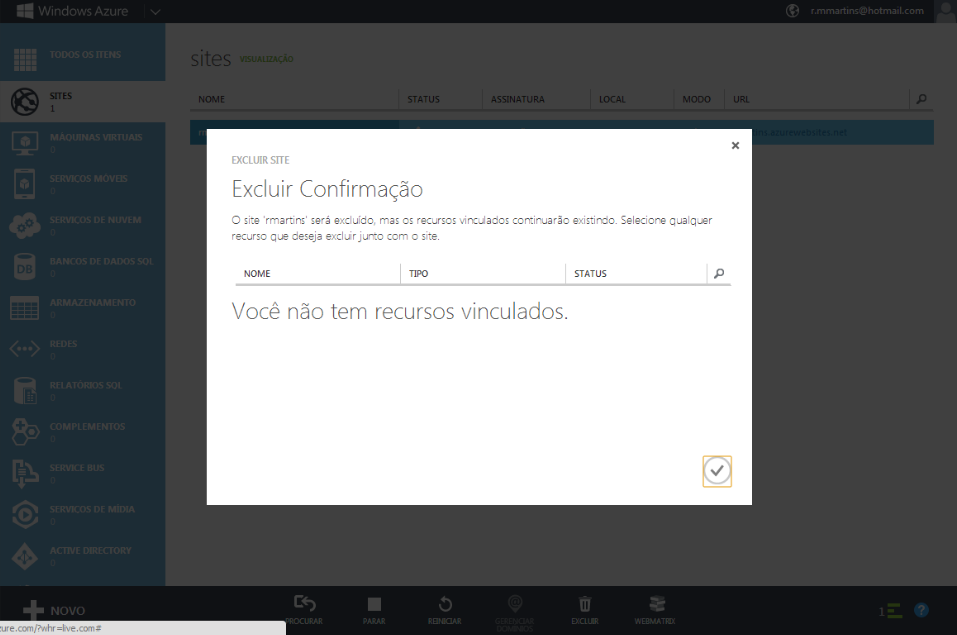 Windows Azure
r.mmartins@hotmail.com
TODOS OS ITENS
SITES
1
MÁQUINAS VIRTUAIS
0
SERVIÇOS MÓVEIS
0
SERVIÇOS DE NUVEM
0
BANCOS DE DADOS SQL
0
DB
ARMAZENAMENTO
0
REDES
0
RELATÓRIOS SQL
0
COMPLEMENTOS
0
SERVICE BUS
0
SERVIÇOS DE MÍDIA
0
ACTIVE DIRECTORY
0
sites VISUALIZAÇÃO
NOME STATUS ASSINATURA LOCAL MODO URL
ins.azurewebsites.net
EXCLUIR SITE
Excluir Confirmação
O site 'rmartins' será excluído, mas os recursos vinculados continuarão existindo. Selecione qualquer
recurso que deseja excluir junto com o site.
NOME TIPO STATUS
Você não tem recursos vinculados.
NOVO
PROCURAR PARAR REINICIAR GERENCIAR DOMÍNIOS EXCLUIR WEBMATRIX
1 ?
zure.com/?whr=live.com#